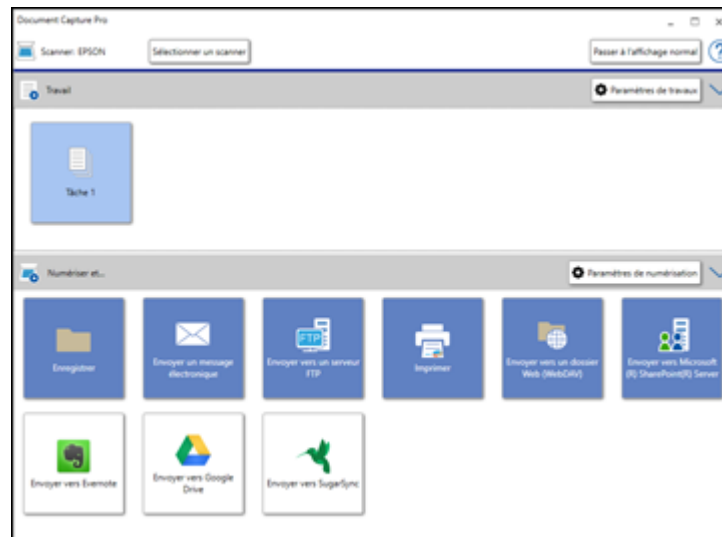 Document Capture Pro
Scanner: EPSON
Sélectionner un scanner
Passer à l'affichage normal
?
Travail
Paramètres de travaux
Tâche 1
Numériser et...
Paramètres de numérisation
Enregistrer
Envoyer un message
électronique
FTP
Envoyer vers un serveur
FTP
Imprimer
Envoyer vers un dossier
Web (WebDAV)
Envoyer vers Microsoft
(R) SharePoint(R) Server
Envoyer vers Evernote
Envoyer vers Google
Drive
Envoyer vers SugarSync